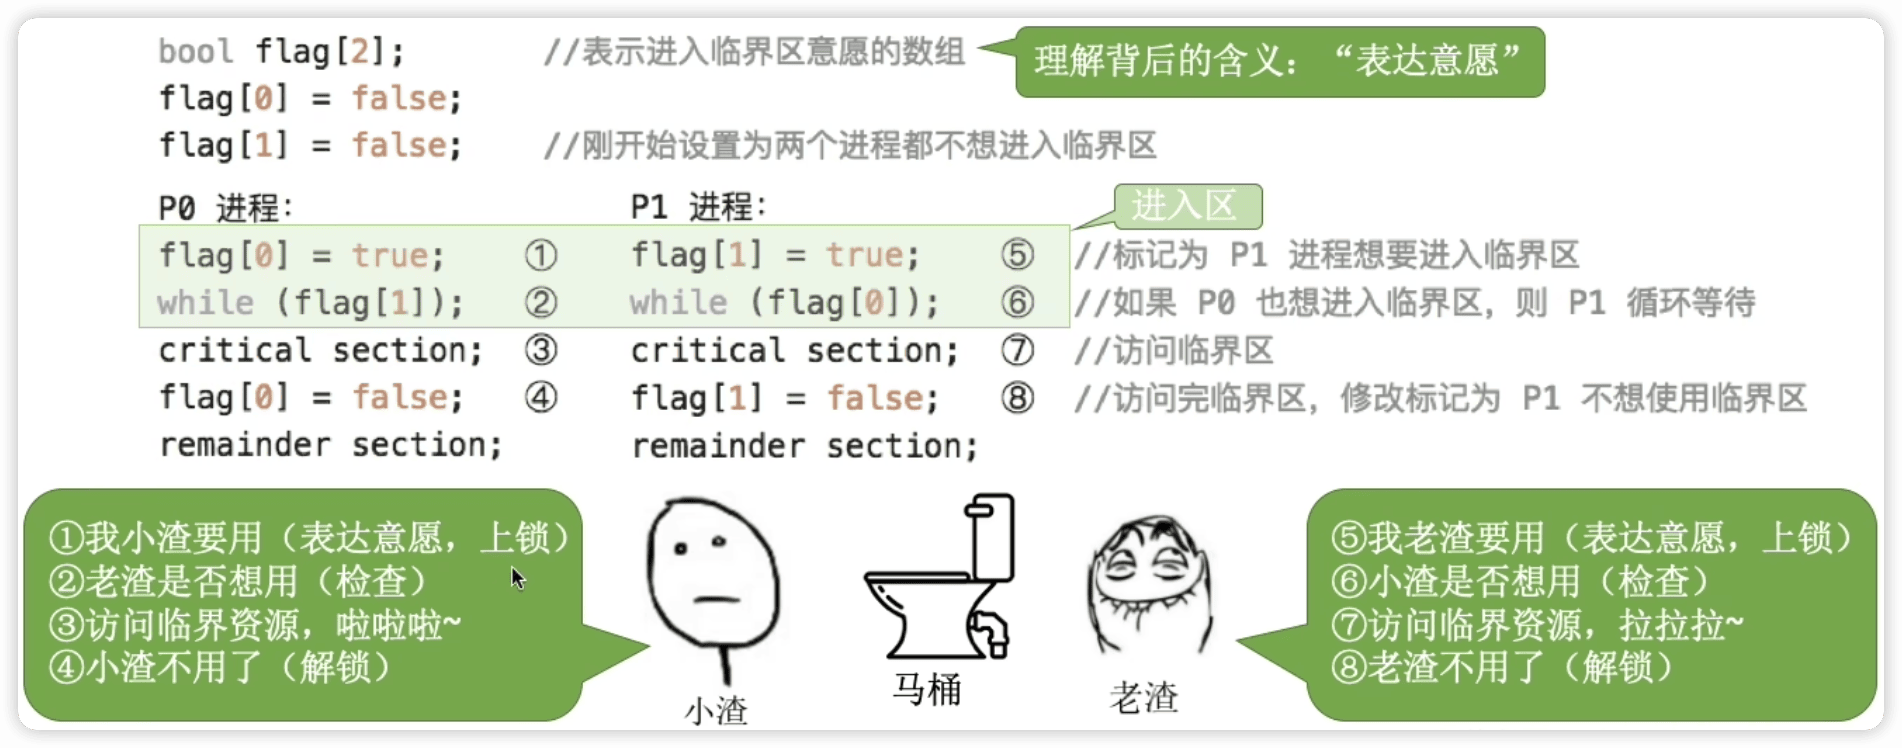 bool flag[2]; //表示进入临界区意愿的数组
理解背后的含义：“表达意愿”
flag[0] = false;
flag[1] = false; //刚开始设置为两个进程都不想进入临界区
P0 进程: P1 进程:
进入区
flag[0] = true; ① flag[1] = true; ⑤ //标记为 P1 进程想要进入临界区
while (flag[1]); ② while (flag[0]); ⑥ //如果 P0 也想进入临界区，则 P1 循环等待
critical section; ③ critical section; ⑦ //访问临界区
flag[0] = false; ④ flag[1] = false; ⑧ //访问完临界区，修改标记为 P1 不想使用临界区
remainder section; remainder section;
①我小渣要用（表达意愿，上锁）
②老渣是否想用（检查）
③访问临界资源，啦啦啦~
④小渣不用了（解锁）
小渣
马桶
老渣
⑤我老渣要用（表达意愿，上锁）
⑥小渣是否想用（检查）
⑦访问临界资源，拉拉拉~
⑧老渣不用了（解锁）